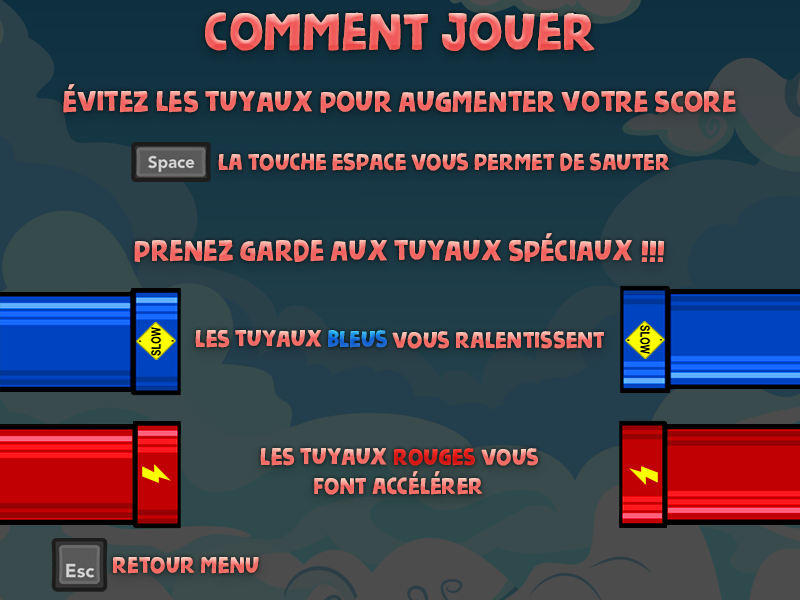 COMMENT JOUER
ÉVITEZ LES TUYAUX POUR AUGMENTER VOTRE SCORE
Space LA TOUCHE ESPACE VOUS PERMET DE SAUTER
PRENEZ GARDE AUX TUYAUX SPÉCIAUX !!!
SLOW LES TUYAUX BLEUS VOUS RALENTISSENT SLOW
LES TUYAUX ROUGES VOUS
FONT ACCÉLÉRER
Esc RETOUR MENU